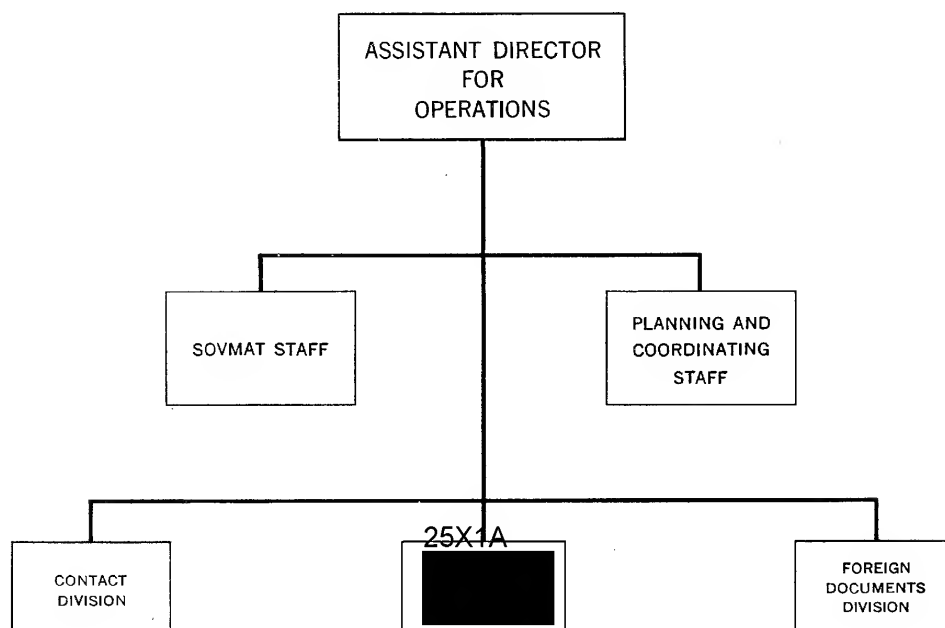 ASSISTANT DIRECTOR
FOR
OPERATIONS
SOVMAT STAFF
PLANNING AND
COORDINATING
STAFF
CONTACT
DIVISION
25X1A
FOREIGN
DOCUMENTS
DIVISION